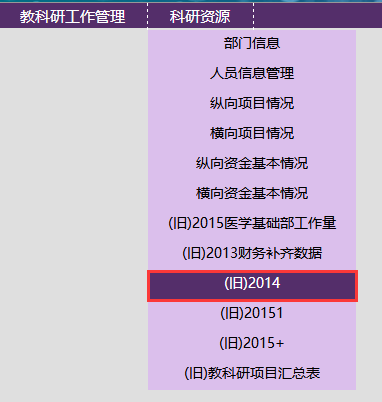 教科研工作管理 科研资源
部门信息
人员信息管理
纵向项目情况
横向项目情况
纵向资金基本情况
横向资金基本情况
(旧)2015医学基础部工作量
(旧)2013财务补齐数据
(旧)2014
(旧)20151
(旧)2015+
(旧)教科研项目汇总表